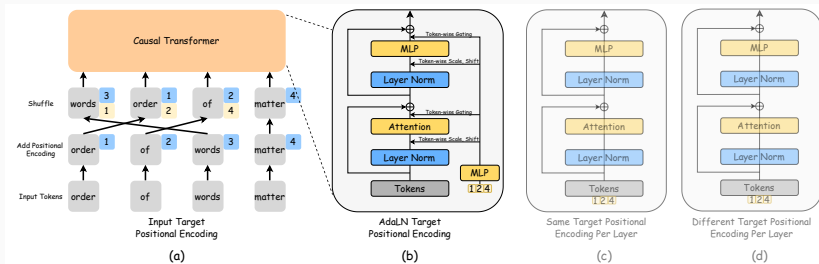 Causal Transformer
Shuffle
words 3 1
order 1 2
of 2 4
matter 4
Add Positional
Encoding
order 1
of 2
words 3
matter 4
Input Tokens
order
of
words
matter
Input Target
Positional Encoding
(a)
Token-wise Gating
MLP
Token-wise Scale, Shift
Layer Norm
Token-wise Gating
Attention
Token-wise Scale, Shift
Layer Norm
MLP
Tokens
1 2 4
AdaLN Target
Positional Encoding
(b)
MLP
Layer Norm
Attention
Layer Norm
Tokens
1 2 4
Same Target Positional
Encoding Per Layer
(c)
MLP
Layer Norm
Attention
Layer Norm
Tokens
1 2 4
Different Target Positional
Encoding Per Layer
(d)